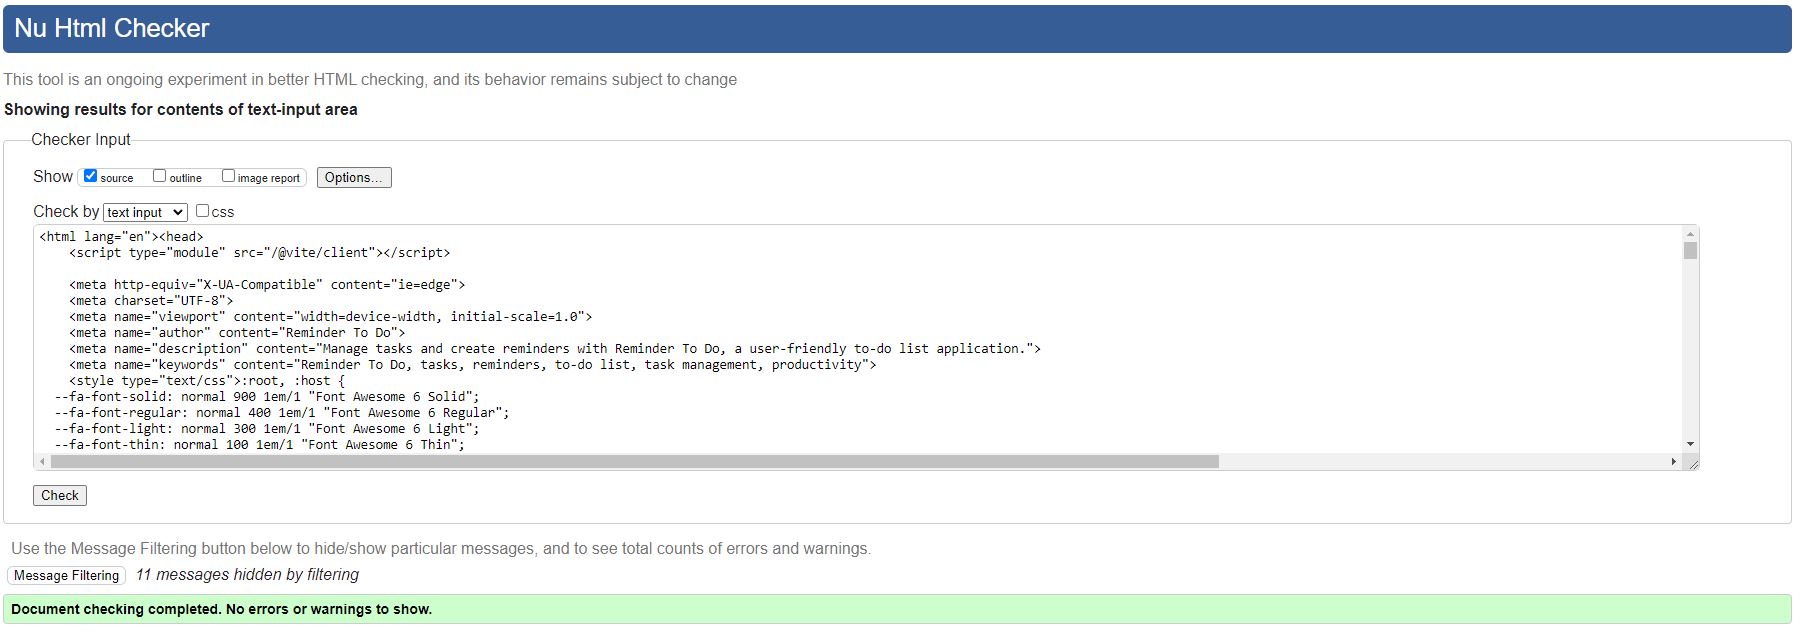 Nu Html Checker
This tool is an ongoing experiment in better HTML checking, and its behavior remains subject to change
Showing results for contents of text-input area
Checker Input
Show source outline image report Options...
Check by text input css
<html lang="en"><head>
    <script type="module" src="/@vite/client"></script>
    <meta http-equiv="X-UA-Compatible" content="ie=edge">
    <meta charset="UTF-8">
    <meta name="viewport" content="width=device-width, initial-scale=1.0">
    <meta name="author" content="Reminder To Do">
    <meta name="description" content="Manage tasks and create reminders with Reminder To Do, a user-friendly to-do list application.">
    <meta name="keywords" content="Reminder To Do, tasks, reminders, to-do list, task management, productivity">
    <style type="text/css">:root, :host {
  --fa-font-solid: normal 900 1em/1 "Font Awesome 6 Solid";
  --fa-font-regular: normal 400 1em/1 "Font Awesome 6 Regular";
  --fa-font-light: normal 300 1em/1 "Font Awesome 6 Light";
  --fa-font-thin: normal 100 1em/1 "Font Awesome 6 Thin";
Check
Use the Message Filtering button below to hide/show particular messages, and to see total counts of errors and warnings.
Message Filtering 11 messages hidden by filtering
Document checking completed. No errors or warnings to show.